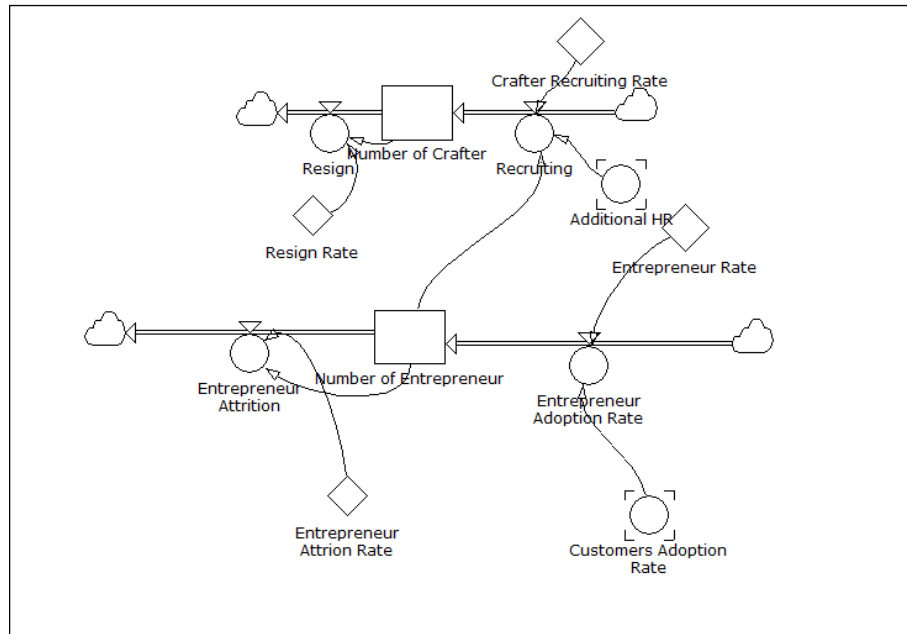 Crafter Recruiting Rate
Number of Crafter
Resign
Recruiting
Additional HR
Resign Rate
Entrepreneur Rate
Number of Entrepreneur
Entrepreneur
Attrition
Entrepreneur
Adoption Rate
Entrepreneur
Attrion Rate
Customers Adoption
Rate